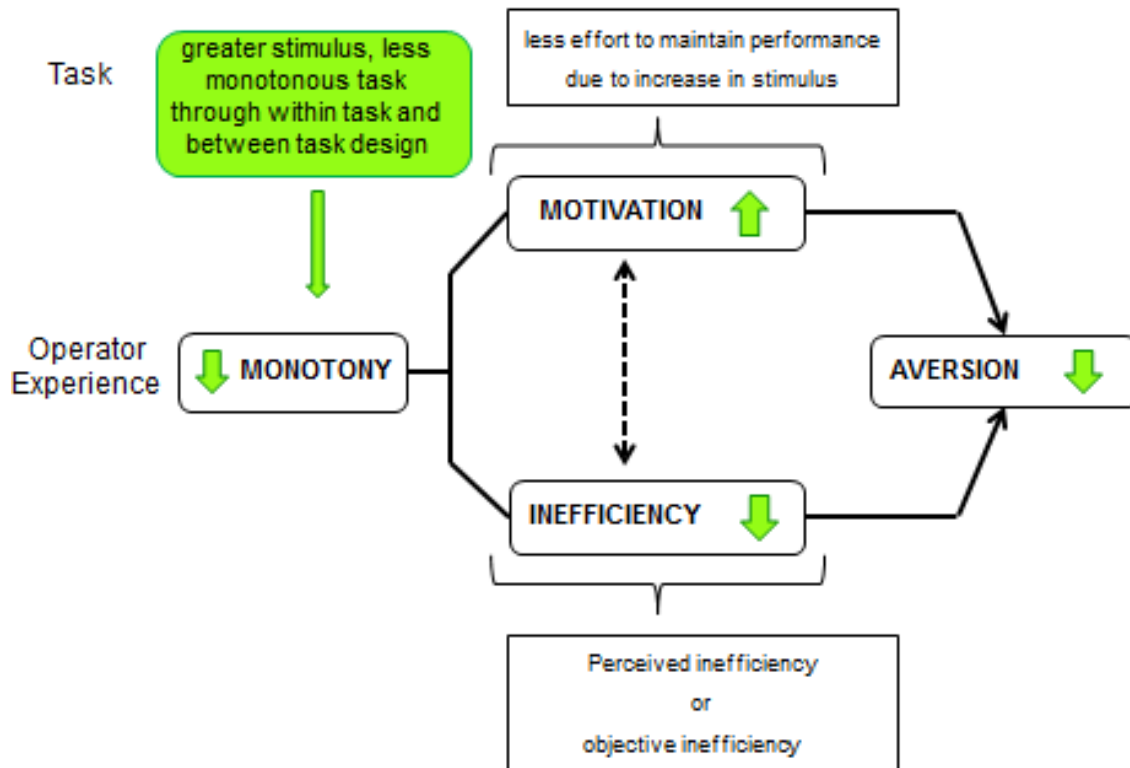 Task
greater stimulus, less
monotonous task
through within task and
between task design
less effort to maintain performance
due to increase in stimulus
MOTIVATION
Operator
Experience
MONOTONY
AVERSION
INEFFICIENCY
Perceived inefficiency
or
objective inefficiency